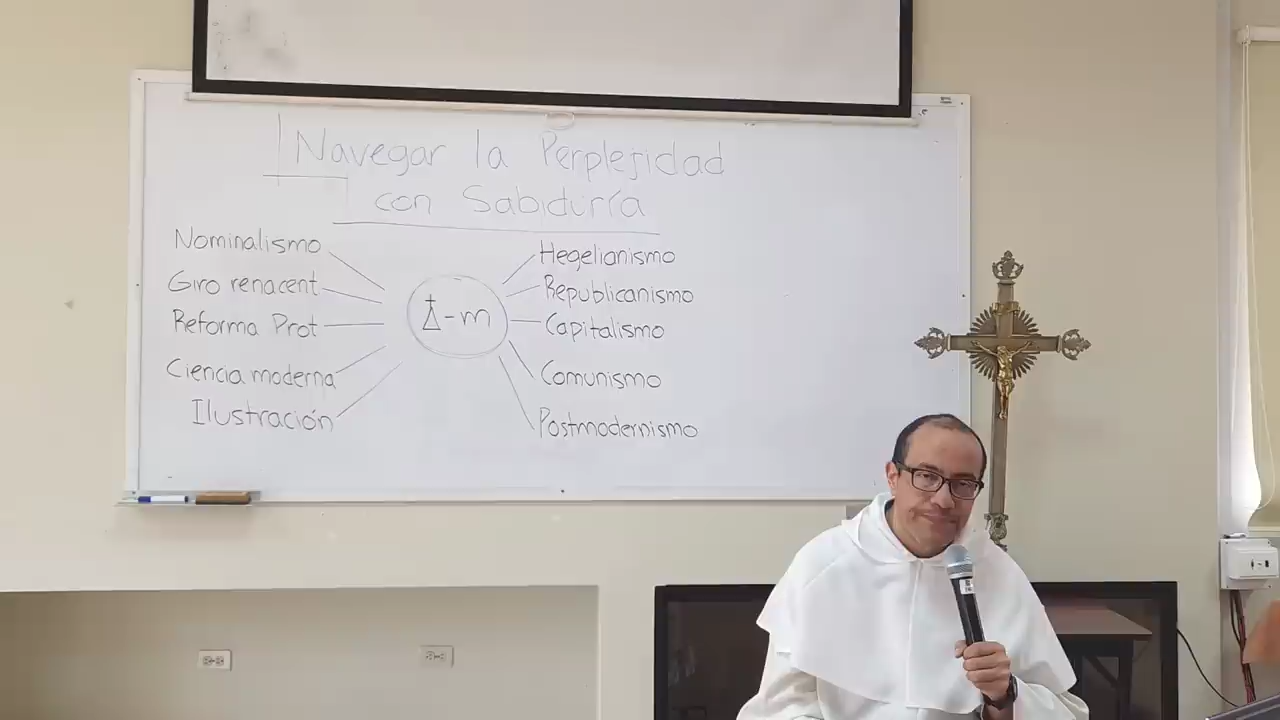 Navegar la Perplejidad
con Sabiduría
Nominalismo
Giro renacent.
Reforma Prot
Ciencia moderna
Ilustración
-m
Hegelianismo
Republicanismo
Capitalismo
Comunismo
Postmodernismo